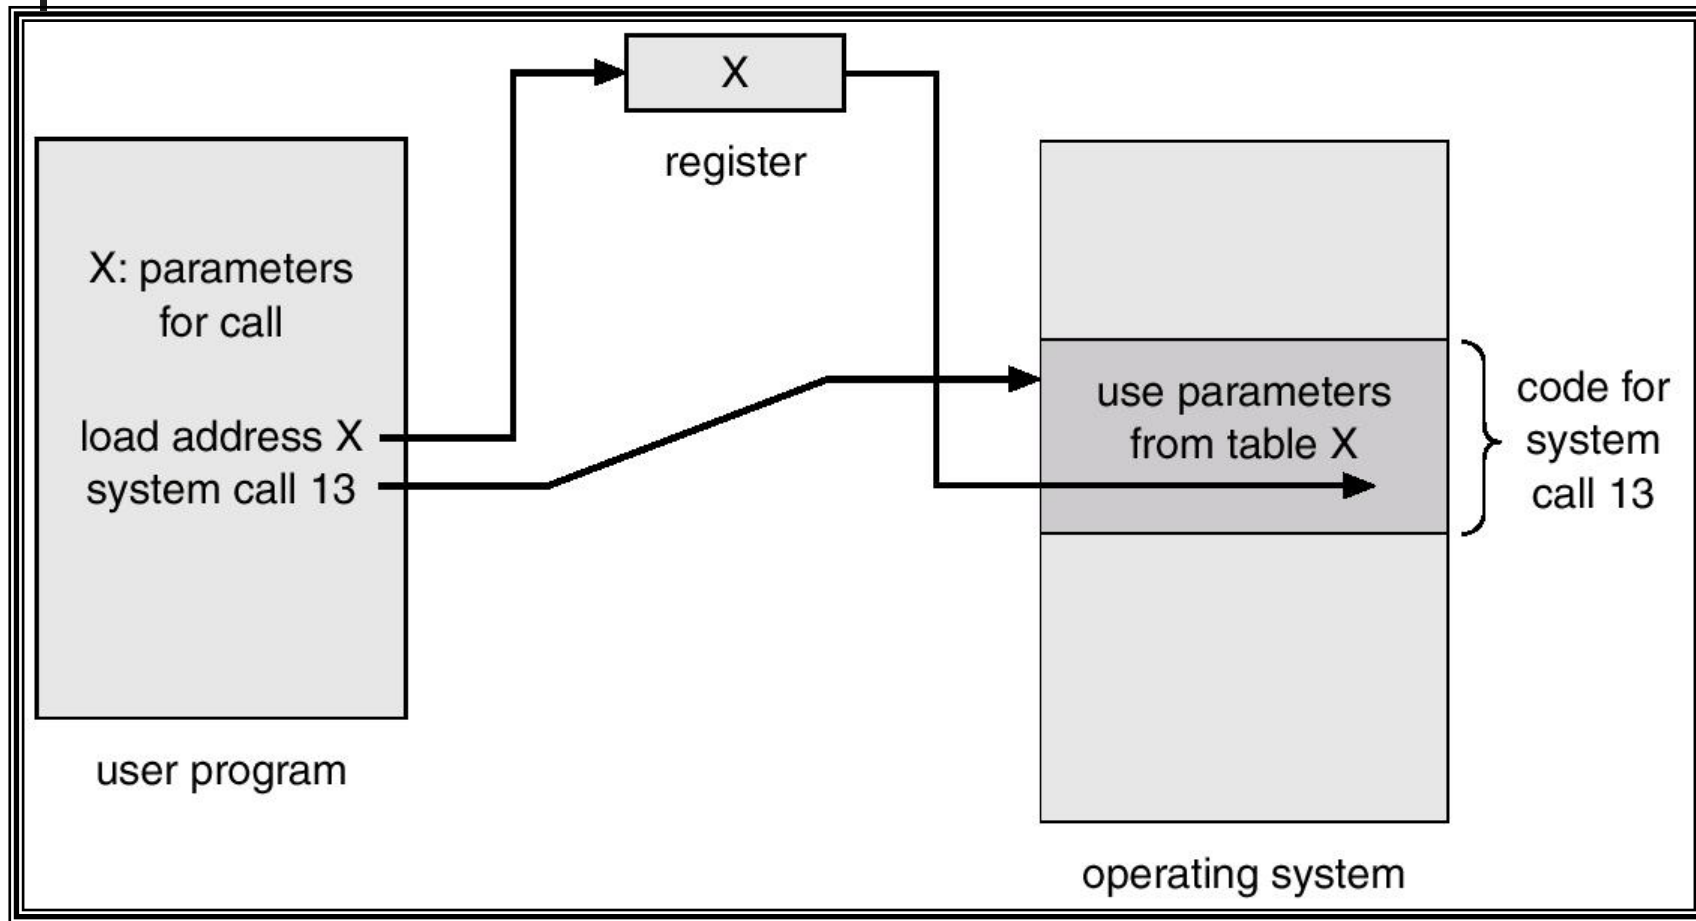 X
register
X: parameters
for call
load address X
system call 13
user program
use parameters
from table X
code for
system
call 13
operating system